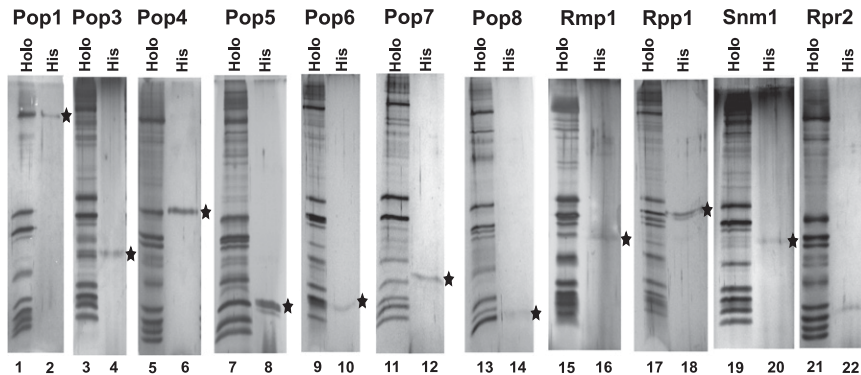 Pop1 Pop3 Pop4 Pop5 Pop6 Pop7 Pop8 Rmp1 Rpp1 Snm1 Rpr2
Holo His Holo His Holo His Holo His Holo His Holo His Holo His Holo His Holo His Holo His Holo His
1 2 3 4 5 6 7 8 9 10 11 12 13 14 15 16 17 18 19 20 21 22